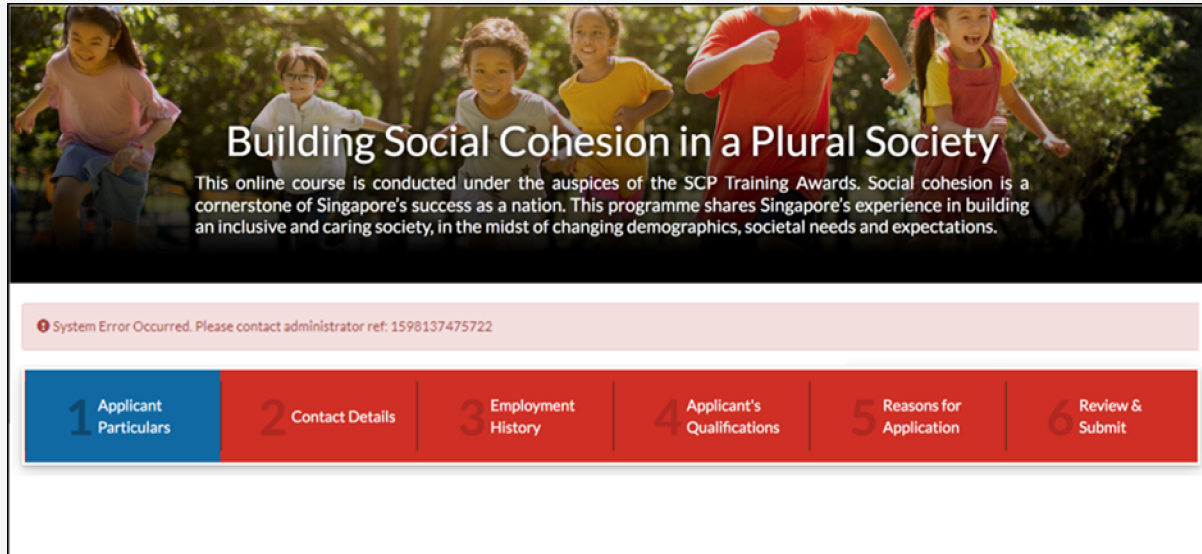 Building Social Cohesion in a Plural Society
This online course is conducted under the auspices of the SCP Training Awards. Social cohesion is a
cornerstone of Singapore's success as a nation. This programme shares Singapore's experience in building
an inclusive and caring society, in the midst of changing demographics, societal needs and expectations.
System Error Occurred. Please contact administrator ref: 1598137475722
1 Applicant
Particulars
2 Contact Details
3 Employment
History
4 Applicant's
Qualifications
5 Reasons for
Application
6 Review &
Submit